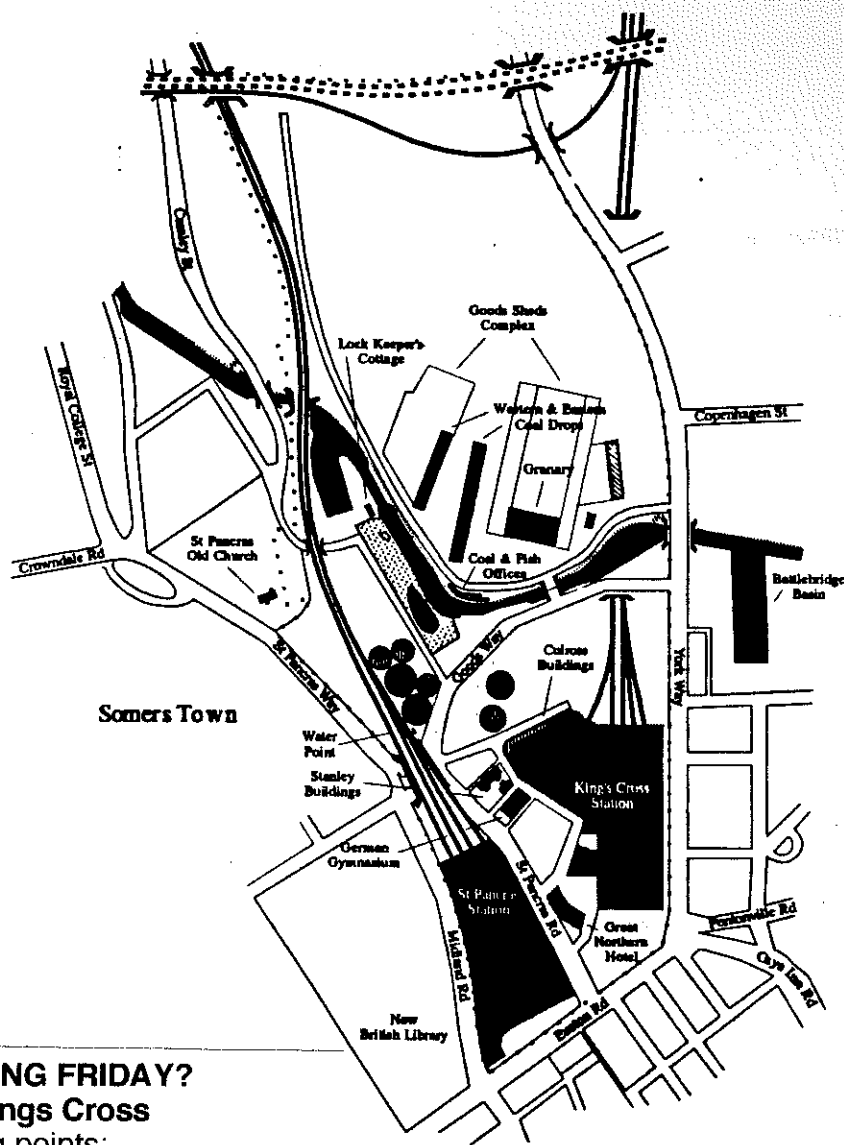 Camley St
Goods Sheds
Complex
Lock Keeper's
Cottage
Royal College St
Western & Eastern
Coal Drops
Copenhagen St
Granary
St Pancras
Old Church
Crowndale Rd
Coal & Fish
Offices
Battlebridge
Basin
St Pancras Way
Goods Way
Culross
Buildings
York Way
Somers Town
Water
Point
Stanley
Buildings
King's Cross
Station
German
Gymnasium
St Pancras
Station
St Pancras Rd
Pentonville Rd
Great
Northern
Hotel
Midland Rd
Grays Inn Rd
Euston Rd
New
British Library
NG FRIDAY?
ngs Cross
g points: